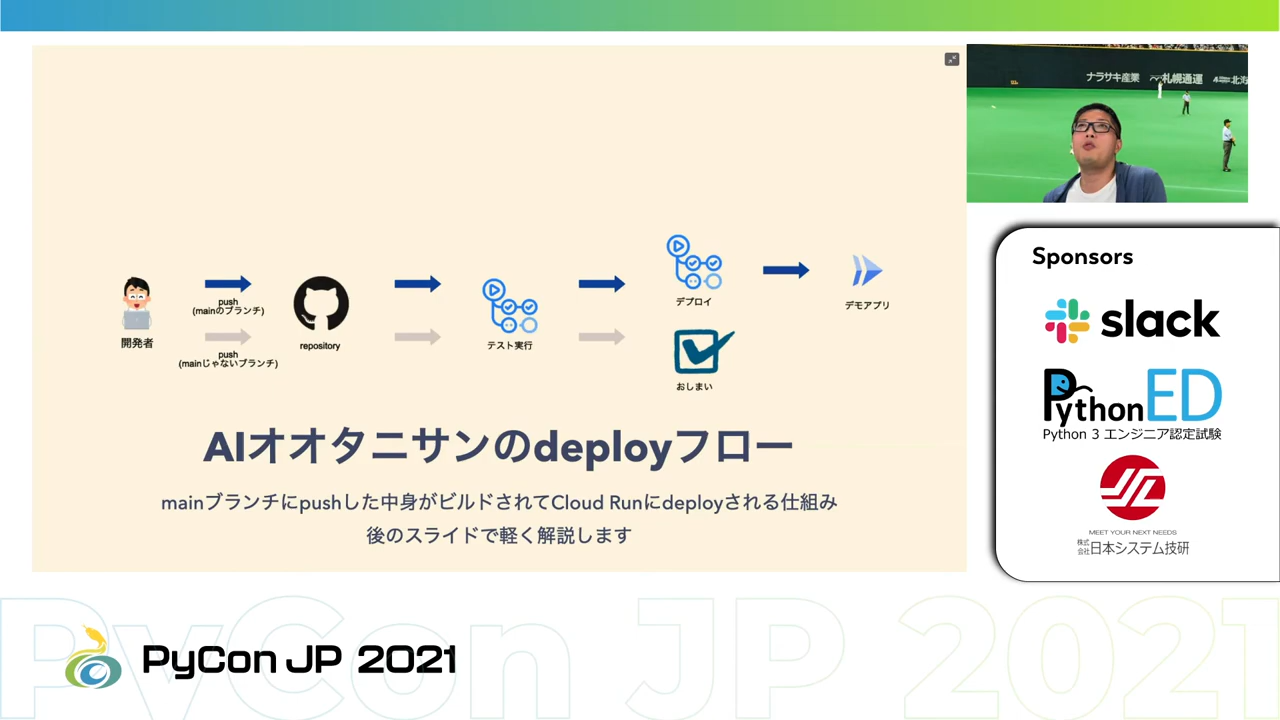 ナラサキ産業 札幌通運
push
(mainのブランチ)
開発者
push
(mainじゃないブランチ)
repository
テスト実行
デプロイ
おしまい
デモアプリ
AIオオタニサンのdeployフロー
mainブランチにpushした中身がビルドされてCloud Runにdeployされる仕組み
後のスライドで軽く解説します
Sponsors
slack
PythonED
Python 3 エンジニア認定試験
MEET YOUR NEXT NEEDS
株式会社日本システム技研
PyCon JP 2021
PyCon JP 2021